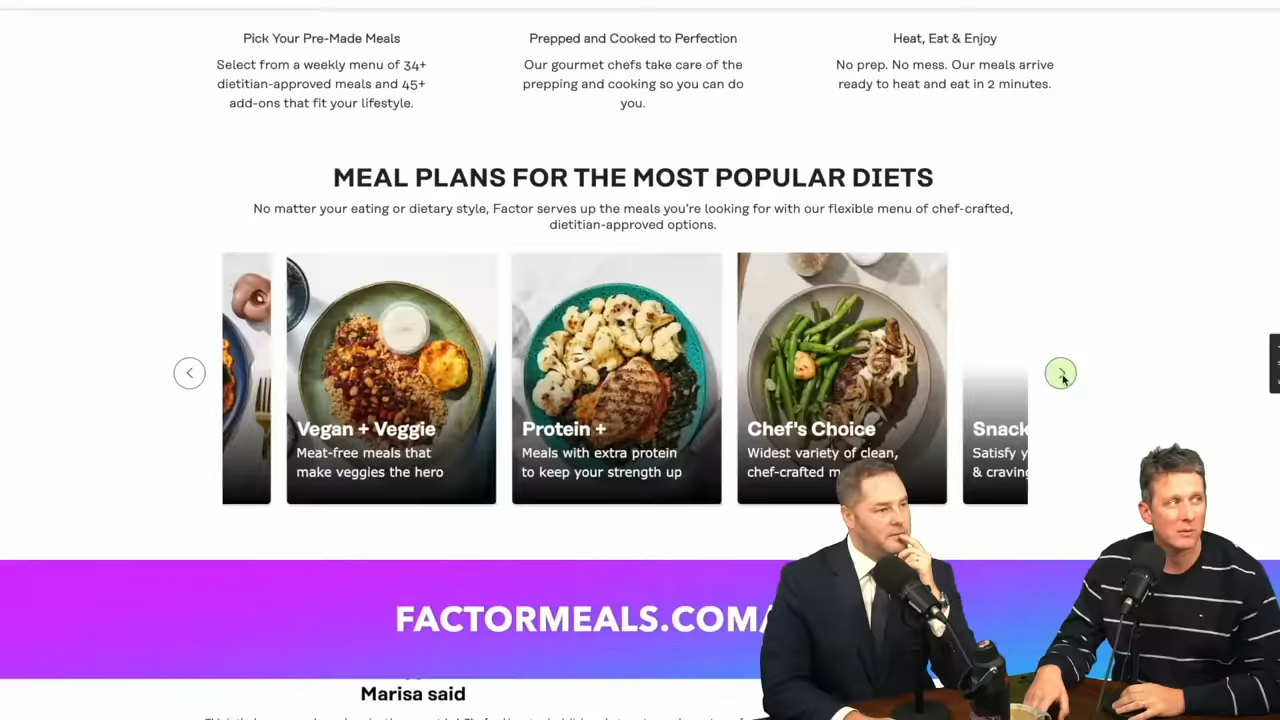 Pick Your Pre-Made Meals
Select from a weekly menu of 34+
dietitian-approved meals and 45+
add-ons that fit your lifestyle.
Prepped and Cooked to Perfection
Our gourmet chefs take care of the
prepping and cooking so you can do
you.
Heat, Eat & Enjoy
No prep. No mess. Our meals arrive
ready to heat and eat in 2 minutes.
MEAL PLANS FOR THE MOST POPULAR DIETS
No matter your eating or dietary style, Factor serves up the meals you're looking for with our flexible menu of chef-crafted,
dietitian-approved options.
Vegan + Veggie
Meat-free meals that
make veggies the hero
Protein +
Meals with extra protein
to keep your strength up
Chef's Choice
Widest variety of clean,
chef-crafted m
Snack
Satisfy y
& craving
FACTORMEALS.COM/
Marisa said